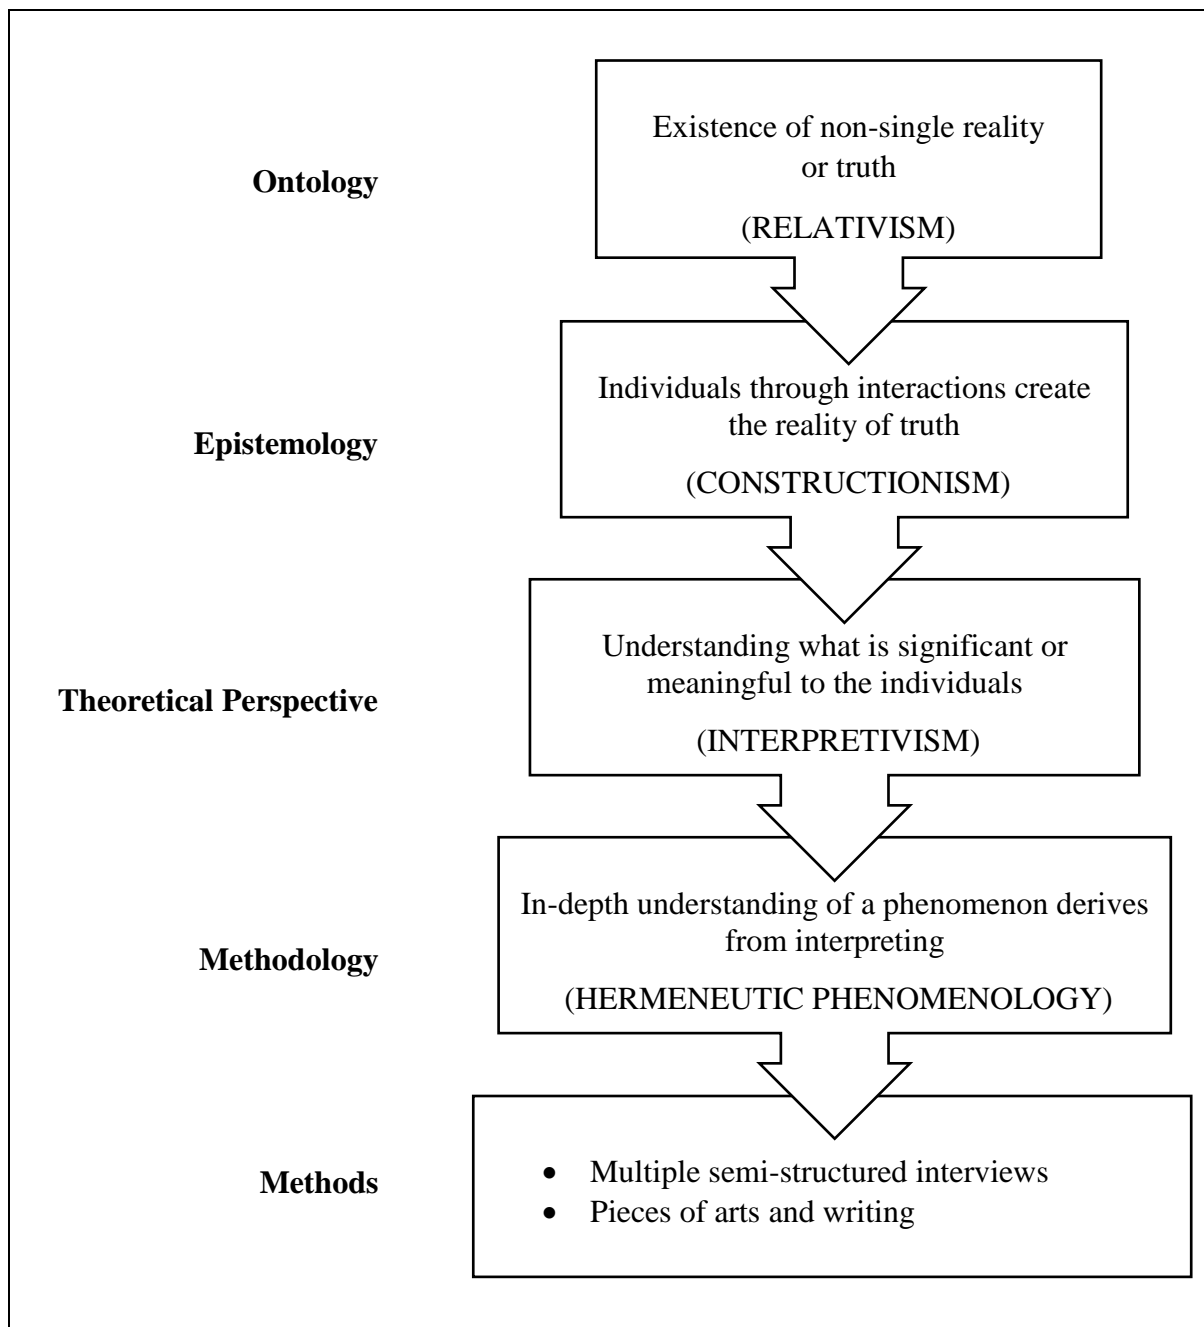 Existence of non-single reality
or truth
Ontology
(RELATIVISM)
Individuals through interactions create
the reality of truth
Epistemology
(CONSTRUCTIONISM)
Understanding what is significant or
meaningful to the individuals
Theoretical Perspective
(INTERPRETIVISM)
In-depth understanding of a phenomenon derives
from interpreting
Methodology
(HERMENEUTIC PHENOMENOLOGY)
Methods
• Multiple semi-structured interviews
• Pieces of arts and writing